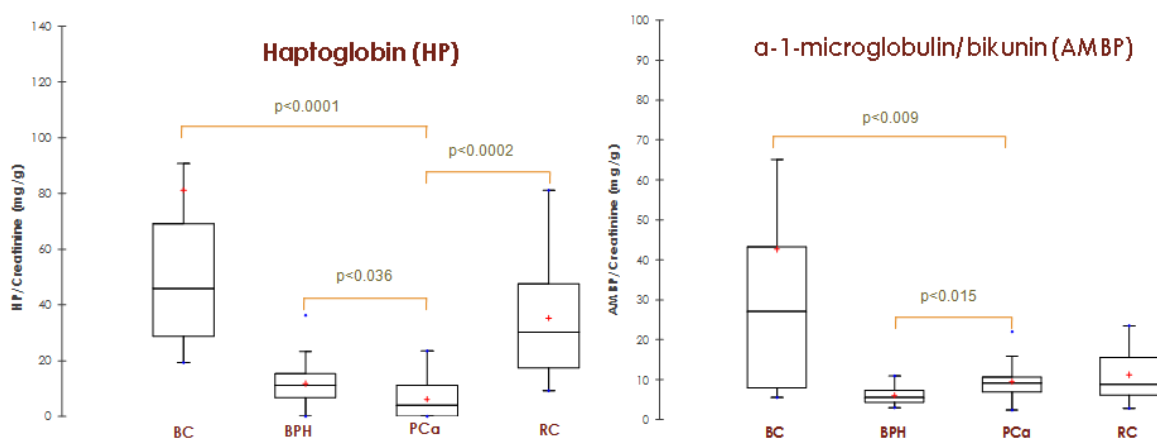 Haptoglobin (HP)
HP/Creatinine (mg/g)
140
120
100
80
60
40
20
0
p<0.0001
p<0.0002
p<0.036
BC
BPH
PCa
RC
α-1-microglobulin/bikunin (AMBP)
AMBP/Creatinine (mg/g)
100
90
80
70
60
50
40
30
20
10
0
p<0.009
p<0.015
BC
BPH
PCa
RC